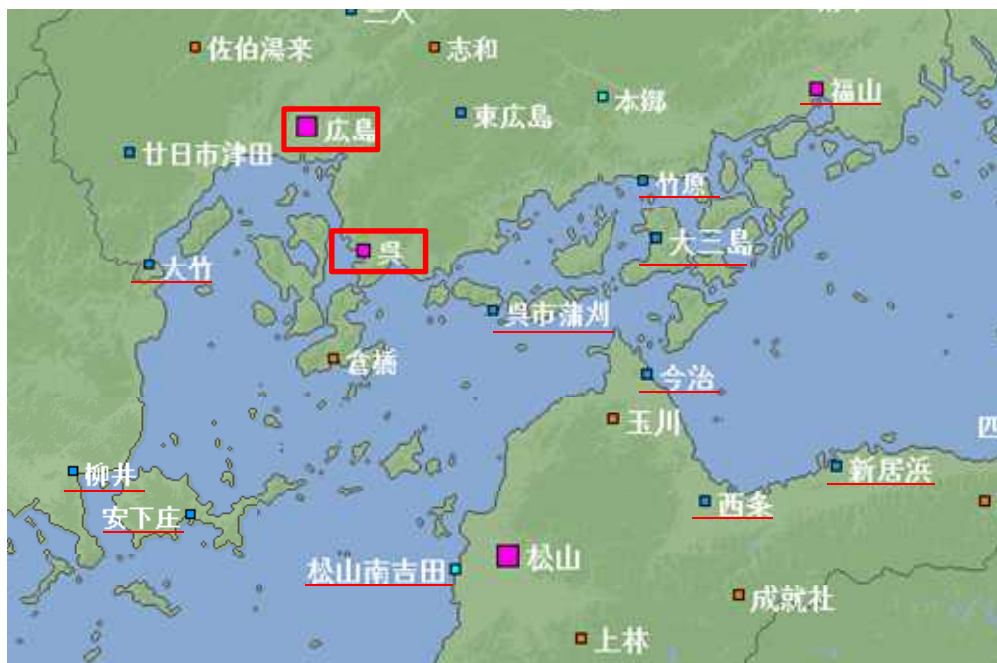 佐伯湯来
志和
福山
本郷
東広島
広島
廿日市津田
竹原
大三島
呉
大竹
呉市蒲刈
倉橋
今治
玉川
四
新居浜
柳井
西条
安下庄
松山
松山南吉田
成就社
上林